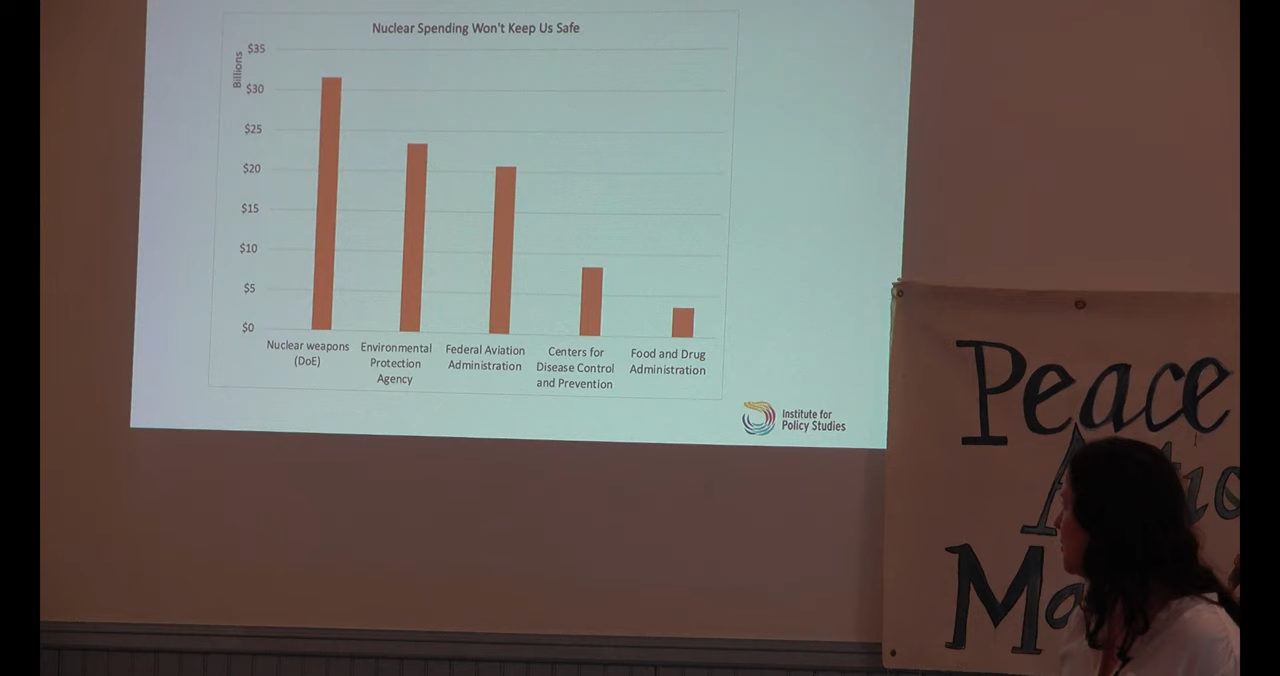 Nuclear Spending Won't Keep Us Safe
Billions
$35
$30
$25
$20
$15
$10
$5
$0
Nuclear weapons
(DoE)
Environmental
Protection
Agency
Federal Aviation
Administration
Centers for
Disease Control
and Prevention
Food and Drug
Administration
Institute for
Policy Studies
Peace